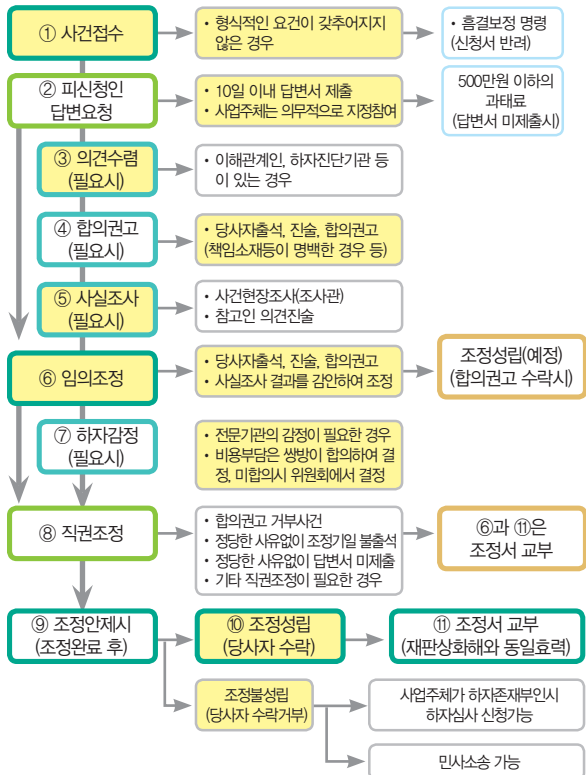 ① 사건접수
• 형식적인 요건이 갖추어지지
않은 경우
• 흠결보정 명령
(신청서 반려)
② 피신청인
답변요청
• 10일 이내 답변서 제출
• 사업주체는 의무적으로 지정참여
500만원 이하의
과태료
(답변서 미제출시)
③ 의견수렴
(필요시)
• 이해관계인, 하자진단기관 등
이 있는 경우
④ 합의권고
(필요시)
• 당사자출석, 진술, 합의권고
(책임소재등이 명백한 경우 등)
⑤ 사실조사
(필요시)
• 사건현장조사(조사관)
• 참고인 의견진술
⑥ 임의조정
• 당사자출석, 진술, 합의권고
• 사실조사 결과를 감안하여 조정
조정성립(예정)
(합의권고 수락시)
⑦ 하자감정
(필요시)
• 전문기관의 감정이 필요한 경우
• 비용부담은 쌍방이 합의하여 결
정, 미합의시 위원회에서 결정
⑧ 직권조정
• 합의권고 거부사건
• 정당한 사유없이 조정기일 불출석
• 정당한 사유없이 답변서 미제출
• 기타 직권조정이 필요한 경우
⑥과 ⑪은
조정서 교부
⑨ 조정안제시
(조정완료 후)
⑩ 조정성립
(당사자 수락)
⑪ 조정서 교부
(재판상화해와 동일효력)
조정불성립
(당사자 수락거부)
사업주체가 하자존재부인시
하자심사 신청가능
민사소송 가능